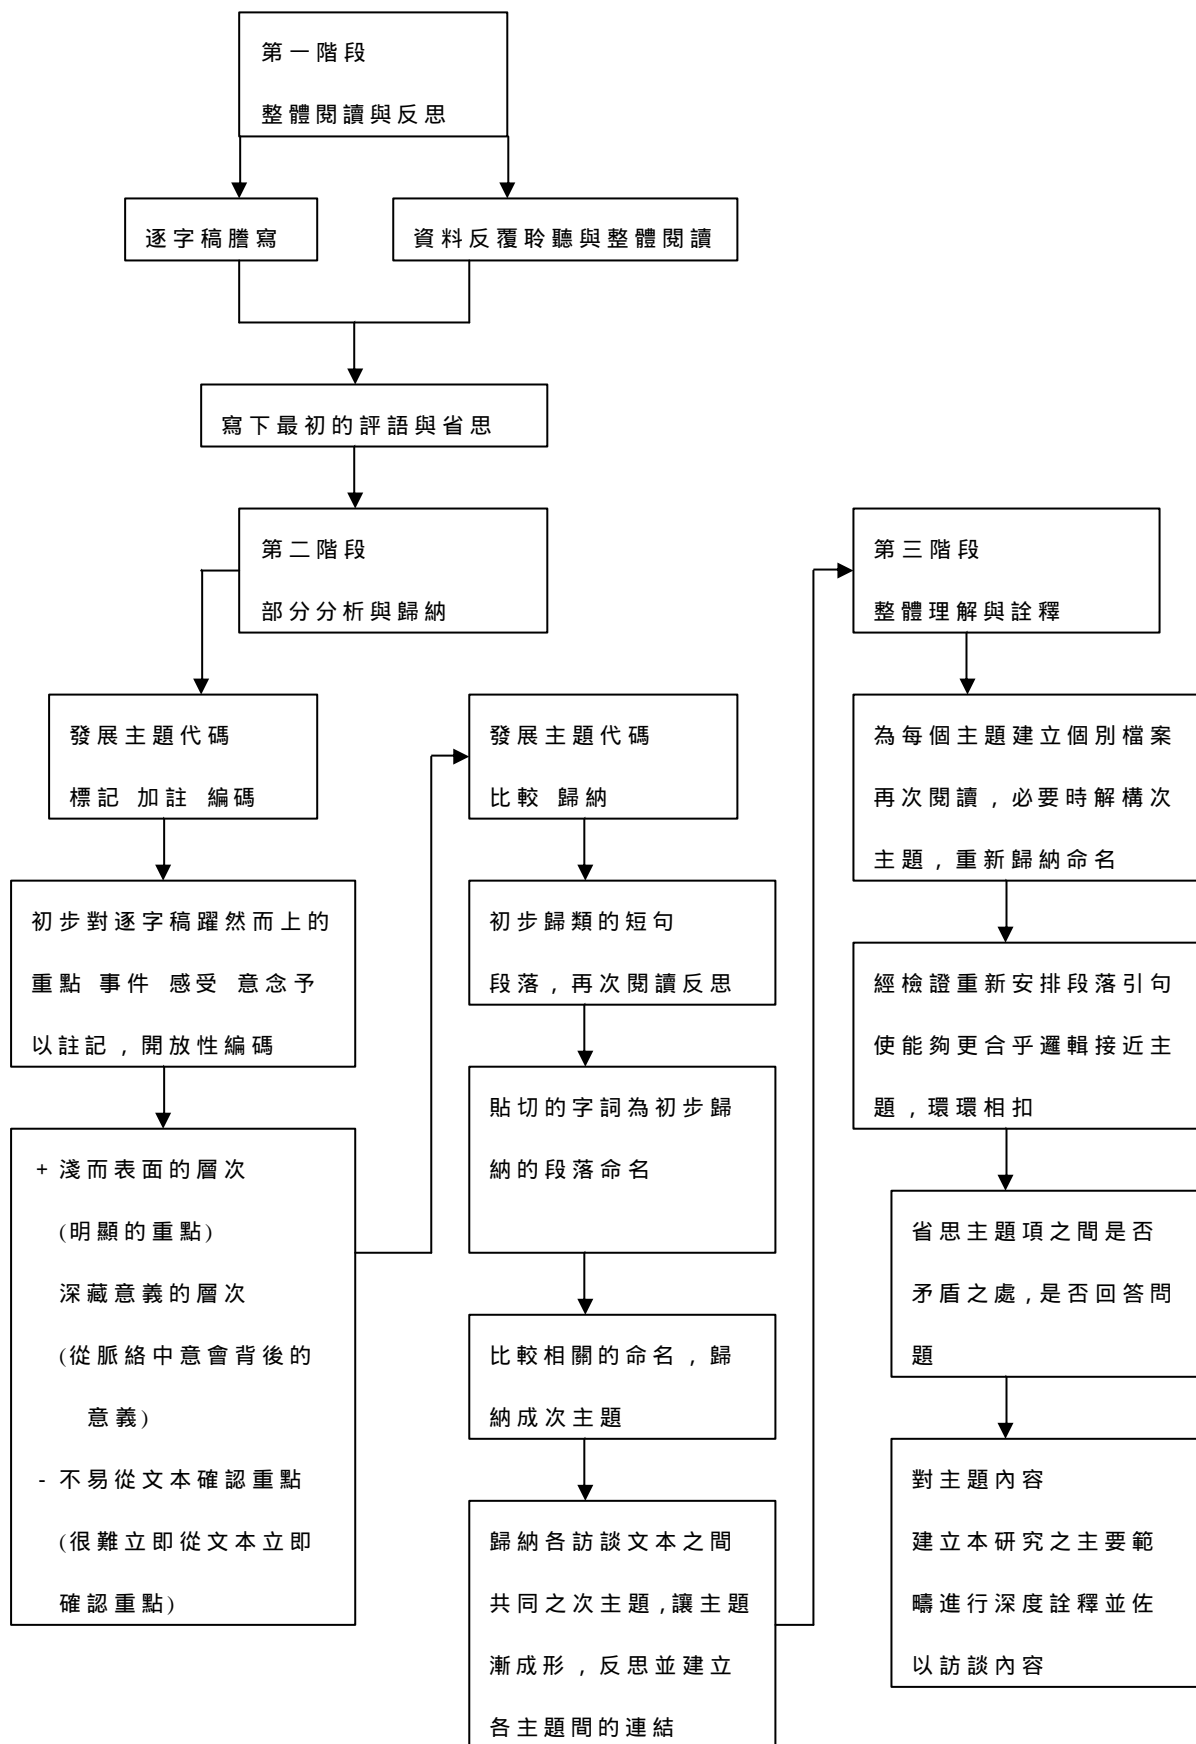 第一階段
整體閱讀與反思
逐字稿謄寫
資料反覆聆聽與整體閱讀
寫下最初的評語與省思
第二階段
部分分析與歸納
發展主題代碼
標記 加註 編碼
初步對逐字稿躍然而上的
重點 事件 感受 意念予
以註記，開放性編碼
+ 淺而表面的層次
(明顯的重點)
深藏意義的層次
(從脈絡中意會背後的
意義)
- 不易從文本確認重點
(很難立即從文本立即
確認重點)
發展主題代碼
比較 歸納
初步歸類的短句
段落，再次閱讀反思
貼切的字詞為初步歸
納的段落命名
比較相關的命名，歸
納成次主題
歸納各訪談文本之間
共同之次主題,讓主題
漸成形，反思並建立
各主題間的連結
第三階段
整體理解與詮釋
為每個主題建立個別檔案
再次閱讀，必要時解構次
主題，重新歸納命名
經檢證重新安排段落引句
使能夠更合乎邏輯接近主
題，環環相扣
省思主題項之間是否
矛盾之處,是否回答問
題
對主題內容
建立本研究之主要範
疇進行深度詮釋並佐
以訪談內容